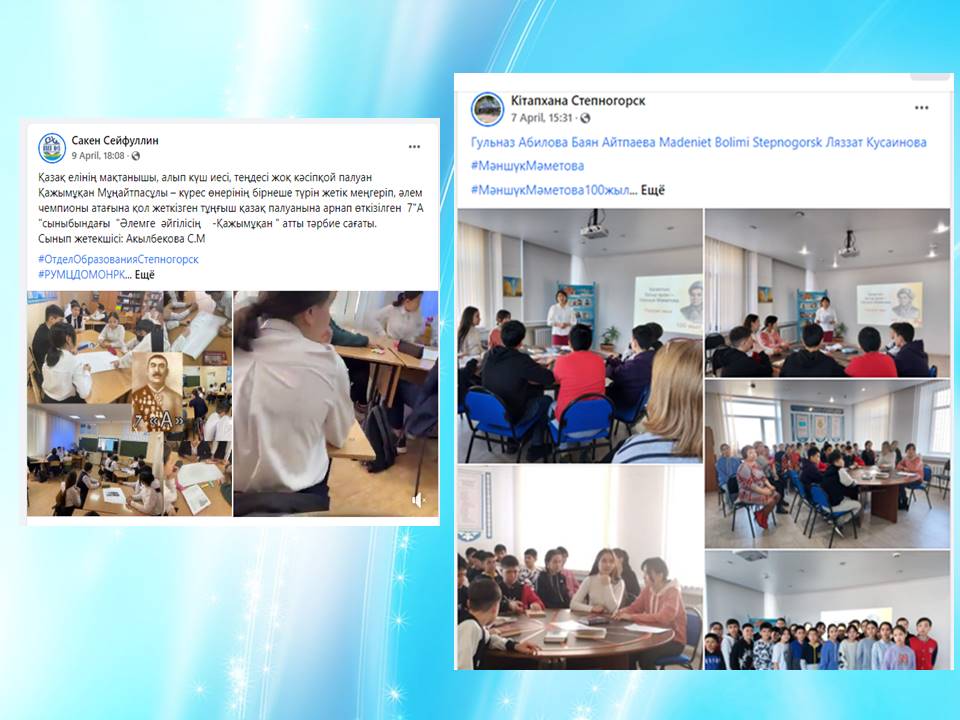 Сакен Сейфуллин
9 April, 18:08 ·
Қазақ елінің мақтанышы, алып күш иесі, теңдесі жоқ кәсіпқой палуан
Қажымұқан Мұңайтпасұлы – күрес өнерінің бірнеше түрін жетік меңгеріп, әлем
чемпионы атағына қол жеткізген тұңғыш қазақ палуанына арнап өткізілген 7"А
"сыныбындағы "Әлемге әйгілісің -Қажымұқан " атты тәрбие сағаты.
Сынып жетекшісі: Акылбекова С.М
#ОтделОбразованияСтепногорск
#РУМЦДОМОНРК... Ещё
7 «А»
Кітапхана Степногорск
7 April, 15:31 ·
Гульназ Абилова Баян Айтпаева Madeniet Bolimi Stepnogorsk Ляззат Кусаинова
#МәншүкМәметова
#МәншүкМәметова100жыл... Ещё